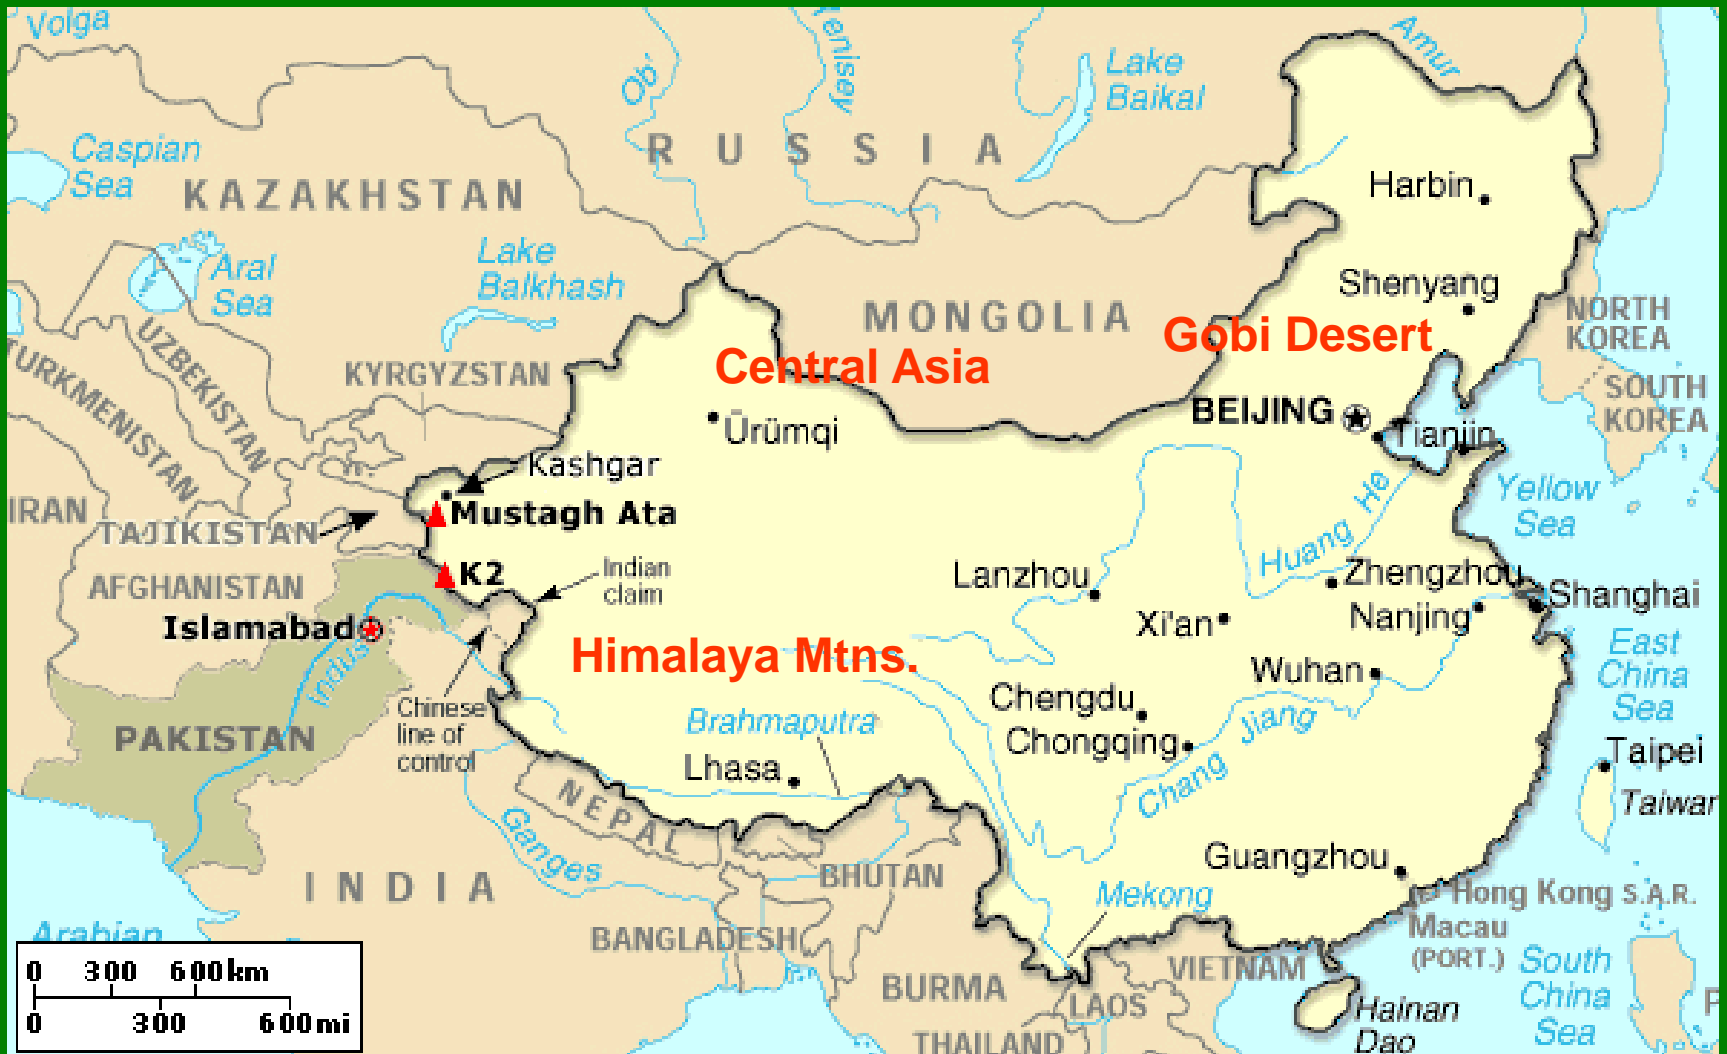 Volga
Ob'
Yenisey
Lake
Baikal
Amur
Caspian
Sea
RUSSIA
KAZAKHSTAN
Harbin
Aral
Sea
Lake
Balkhash
Shenyang
MONGOLIA
Gobi Desert
NORTH
KOREA
UZBEKISTAN
TURKMENISTAN
KYRGYZSTAN
Central Asia
SOUTH
KOREA
BEIJING
Tianjin
Ürümqi
Kashgar
Mustagh Ata
IRAN
TAJIKISTAN
Yellow
Sea
Huang He
AFGHANISTAN
K2
Indian
claim
Lanzhou
Zhengzhou
Shanghai
Xi'an
Nanjing
Islamabad
Indus
Himalaya Mtns.
Wuhan
East
China
Sea
Chengdu
Chongqing
Chang Jiang
Chinese
line of
control
Brahmaputra
PAKISTAN
Lhasa
Taipei
Taiwan
NEPAL
Ganges
INDIA
BHUTAN
Guangzhou
Mekong
Hong Kong S.A.R.
Macau
(PORT.)
Arabian
BANGLADESH
BURMA
VIETNAM
LAOS
THAILAND
South
China
Sea
Hainan
Dao
P
0 300 600km
0 300 600mi